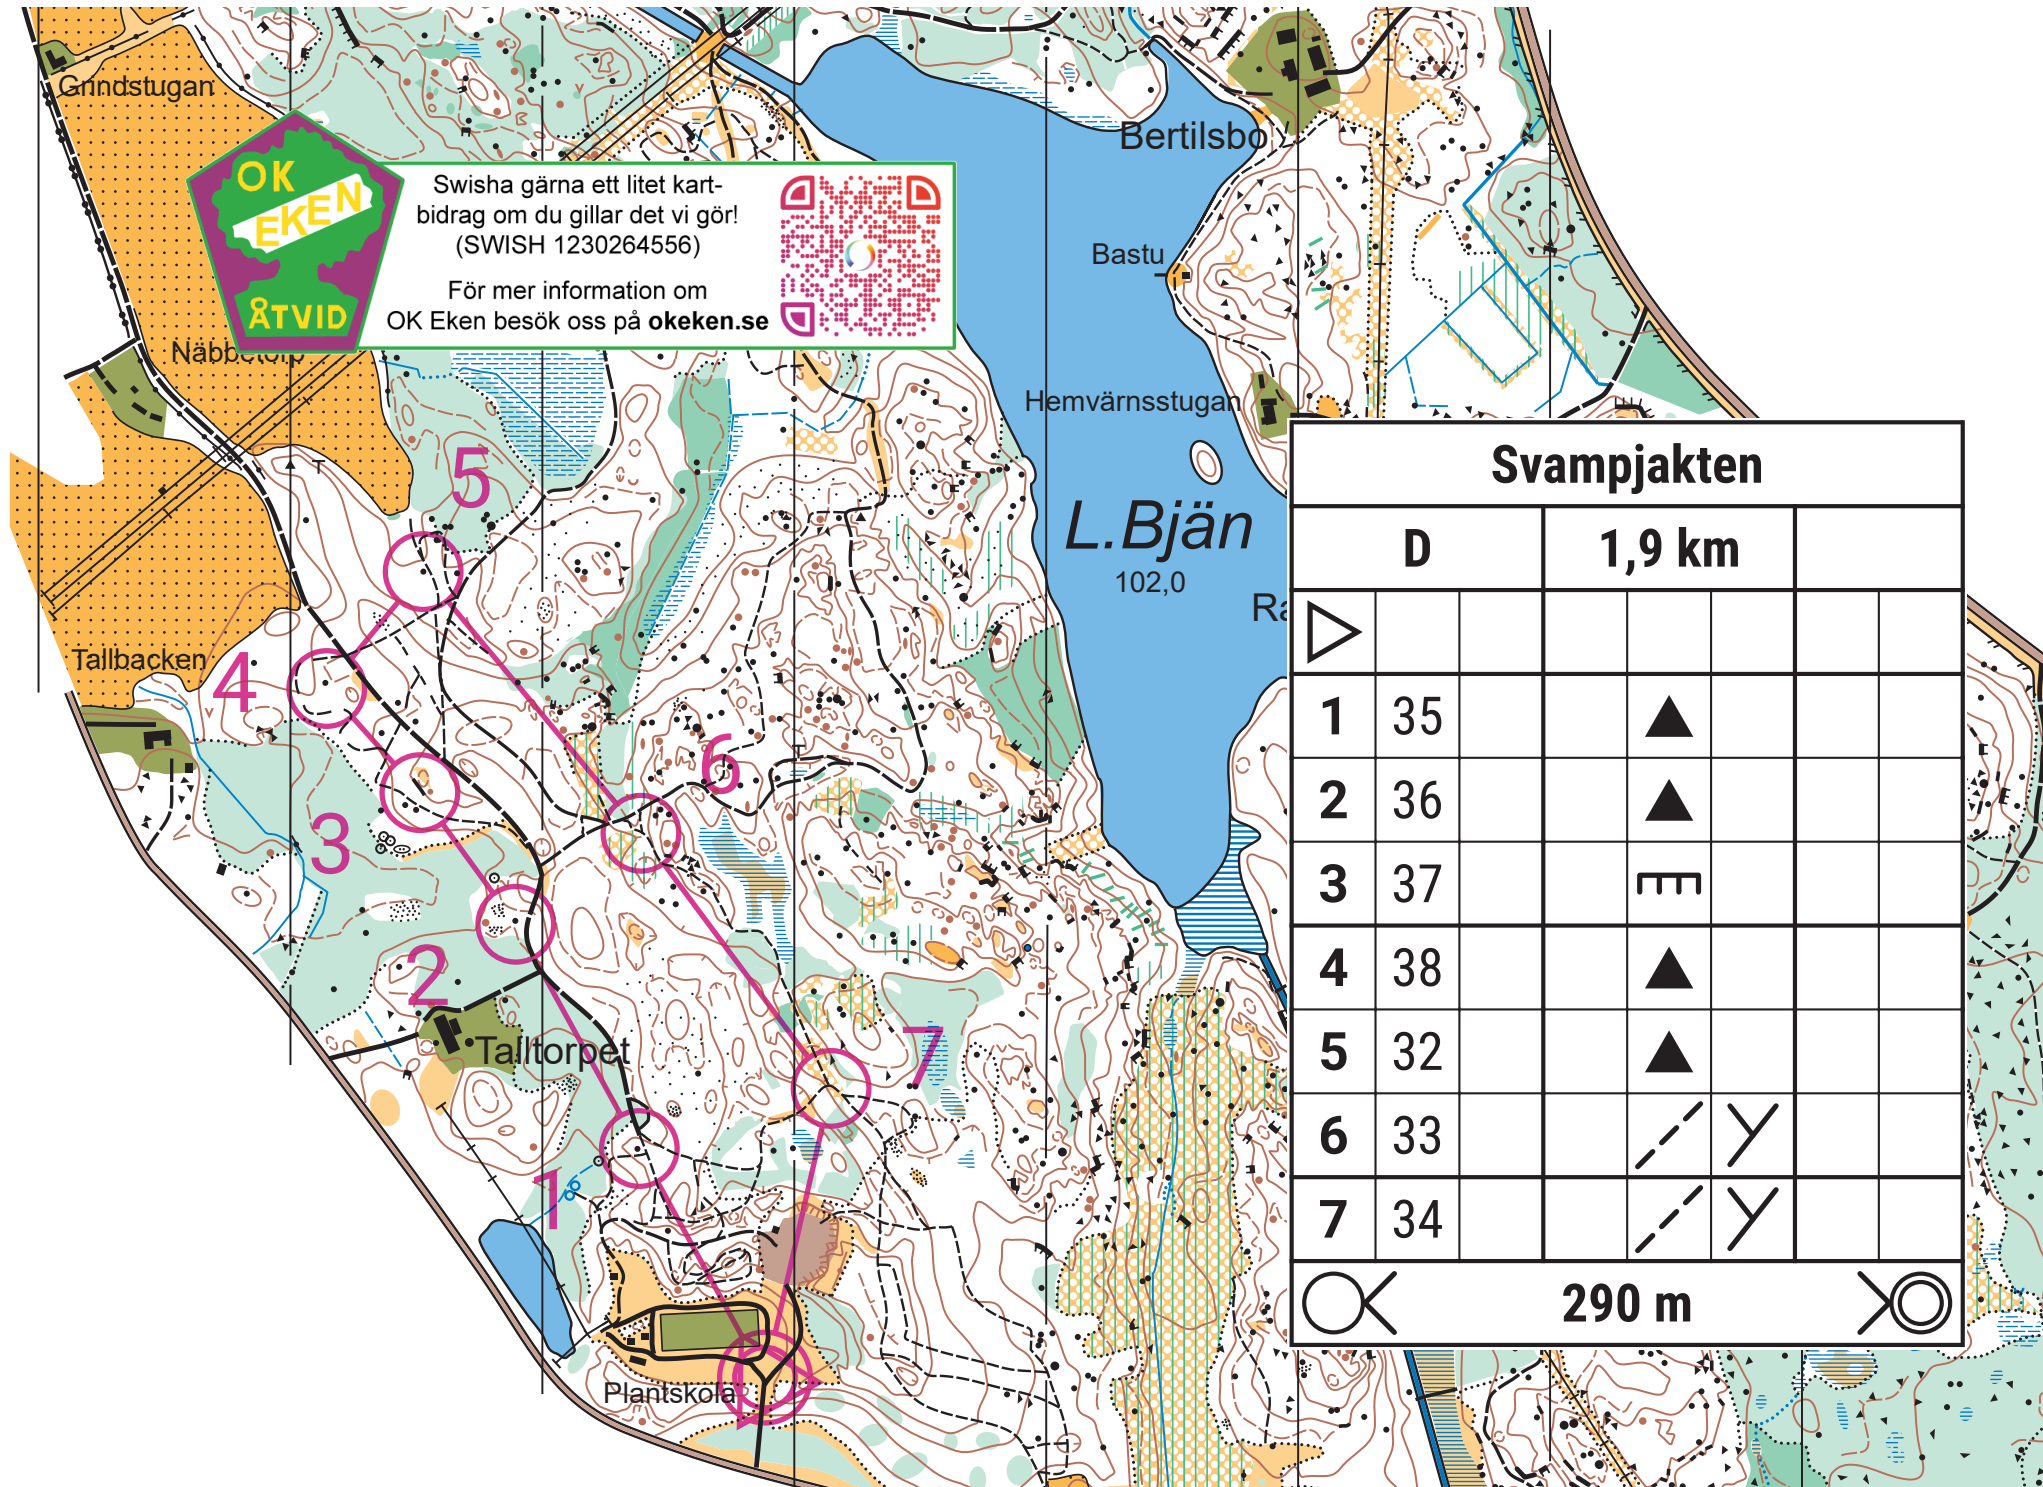 Grindstugan
OK
EKEN
ÅTVID
Swisha gärna ett litet kart-
bidrag om du gillar det vi gör!
(SWISH 1230264556)
För mer information om
OK Eken besök oss på okeken.se
Bertilsbo
Bastu
Hemvärnsstugan
L.Bjän
102,0
Tallbacken
Talltorpet
Plantskola
5
4
6
3
2
7
1
Svampjakten
D 1,9 km
1 35
2 36
3 37
4 38
5 32
6 33
7 34
290 m